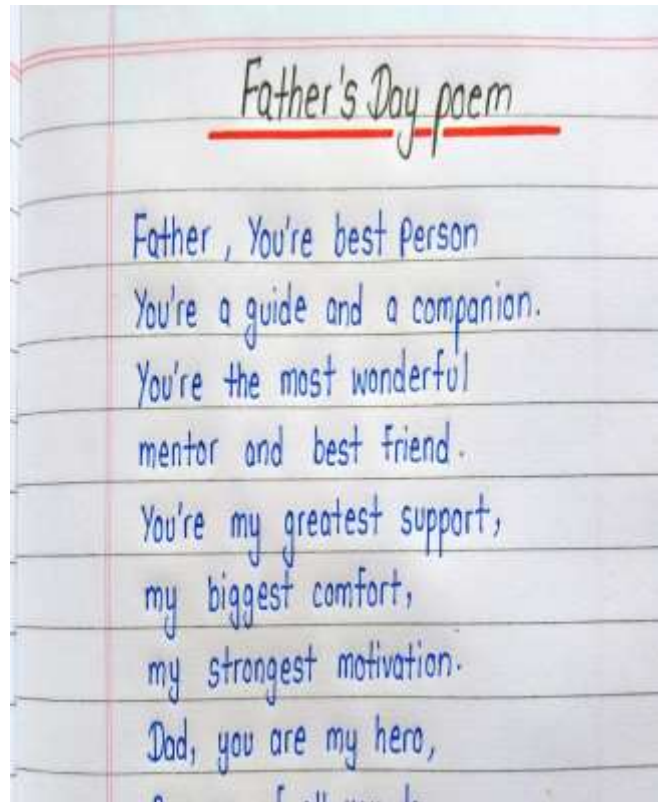 Father's Day poem
Father, You're best Person
You're a guide and a companion.
You're the most wonderful
mentor and best friend.
You're my greatest support,
my biggest comfort,
my strongest motivation.
Dad, you are my hero,